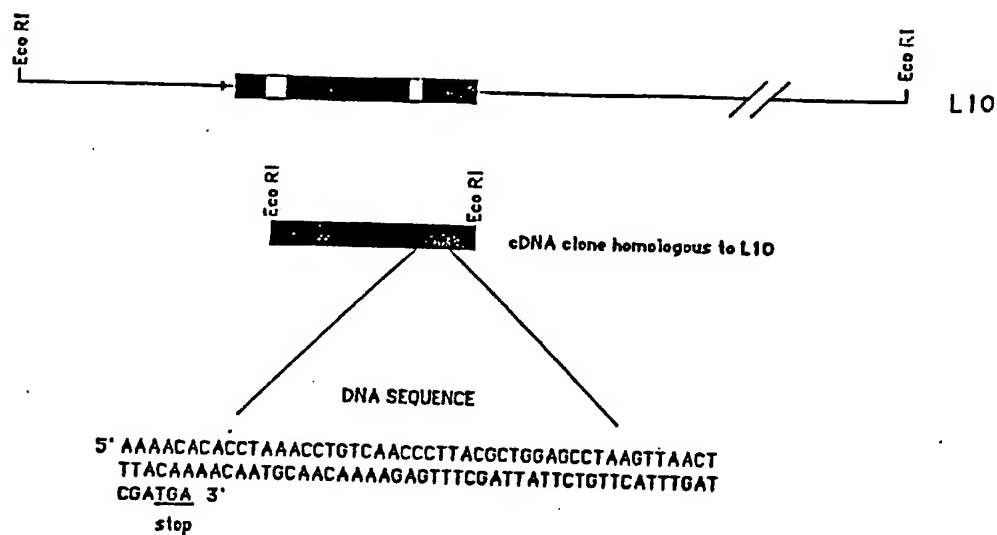 Eco RI
Eco RI
L10
Eco RI
Eco RI
cDNA clone homologous to L10
DNA SEQUENCE
5' AAAACACACCTAAACCTGTCAACCCTTACGCTGGAGCCTAAGTTAACT
TTACAAAACAATGCAACAAAAGAGTTTCGATTATTCTGTTCATTTGAT
CGATGA 3'
stop